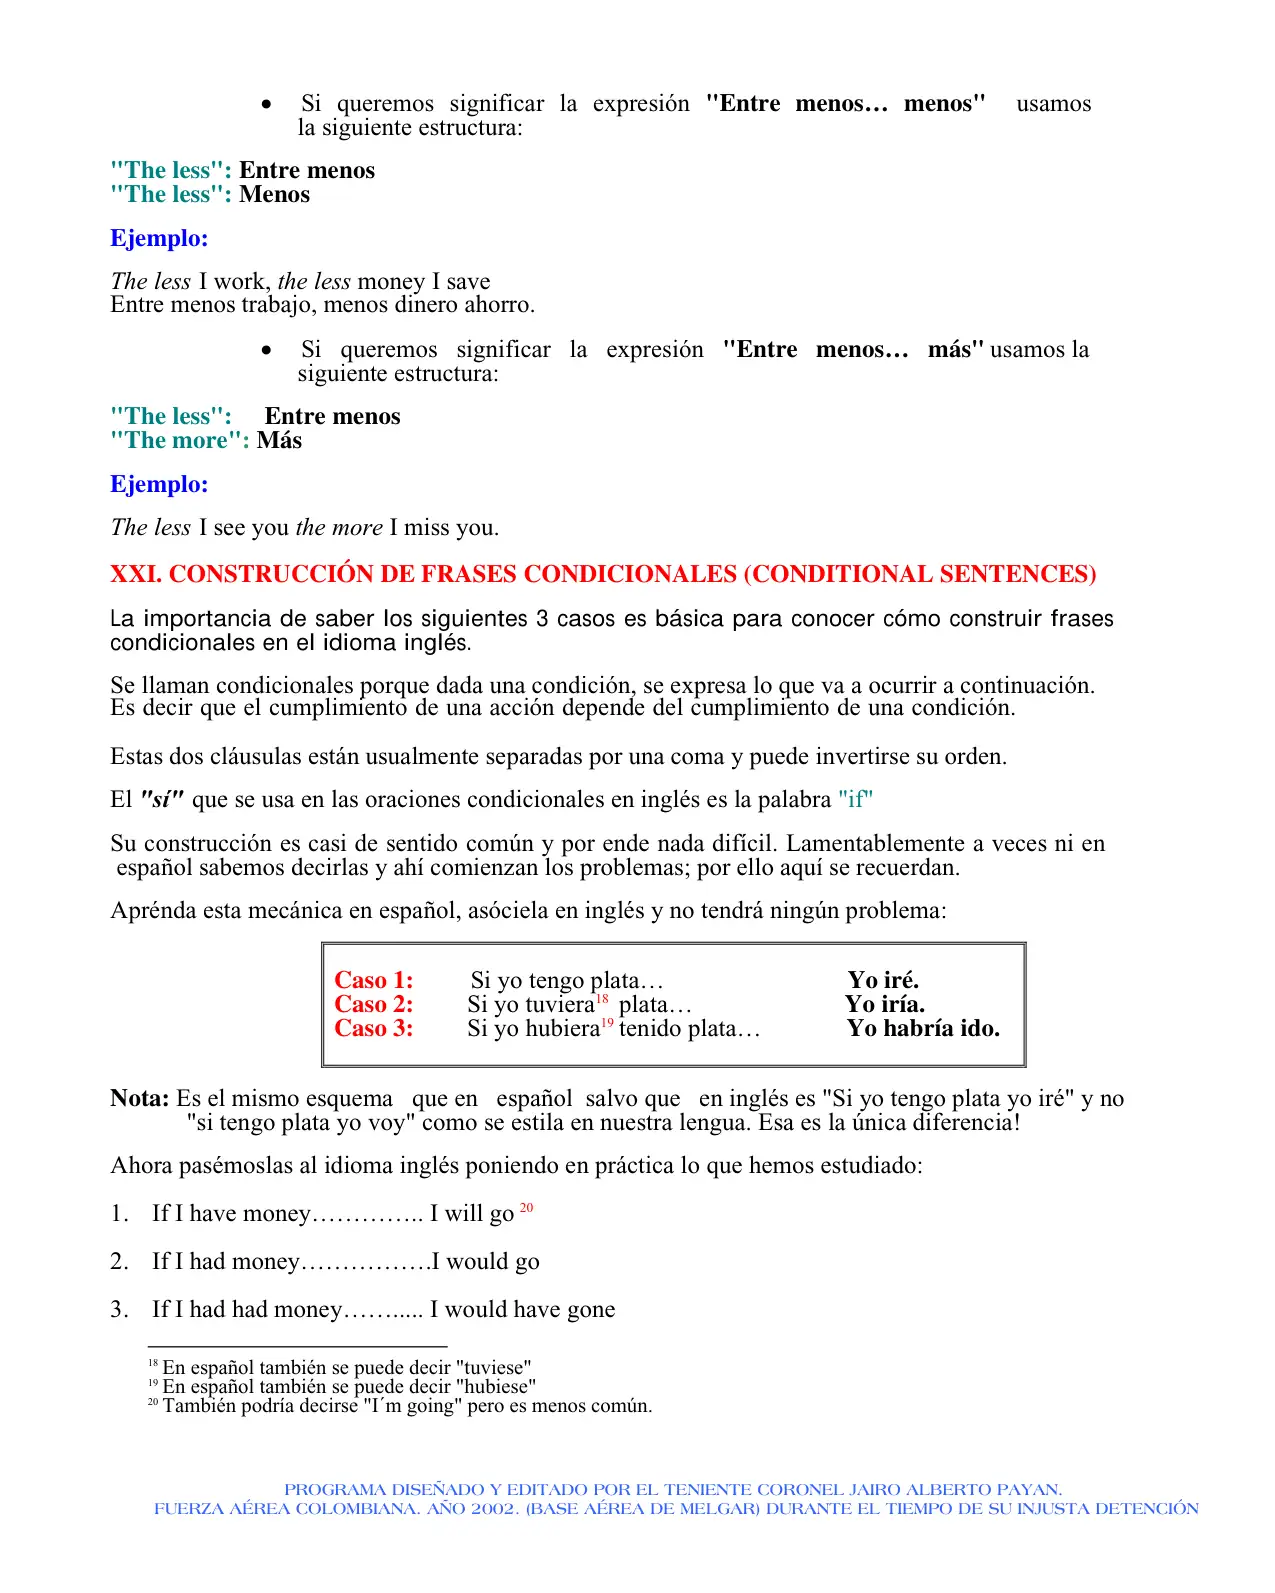 • Si queremos significar la expresión "Entre menos… menos" usamos
la siguiente estructura:
"The less": Entre menos
"The less": Menos
Ejemplo:
The less I work, the less money I save
Entre menos trabajo, menos dinero ahorro.
• Si queremos significar la expresión "Entre menos… más" usamos la
siguiente estructura:
"The less": Entre menos
"The more": Más
Ejemplo:
The less I see you the more I miss you.
XXI. CONSTRUCCIÓN DE FRASES CONDICIONALES (CONDITIONAL SENTENCES)
La importancia de saber los siguientes 3 casos es básica para conocer cómo construir frases
condicionales en el idioma inglés.
Se llaman condicionales porque dada una condición, se expresa lo que va a ocurrir a continuación.
Es decir que el cumplimiento de una acción depende del cumplimiento de una condición.
Estas dos cláusulas están usualmente separadas por una coma y puede invertirse su orden.
El "sí" que se usa en las oraciones condicionales en inglés es la palabra "if"
Su construcción es casi de sentido común y por ende nada difícil. Lamentablemente a veces ni en
español sabemos decirlas y ahí comienzan los problemas; por ello aquí se recuerdan.
Aprénda esta mecánica en español, asóciela en inglés y no tendrá ningún problema:
Caso 1: Si yo tengo plata… Yo iré.
Caso 2: Si yo tuviera18 plata… Yo iría.
Caso 3: Si yo hubiera19 tenido plata… Yo habría ido.
Nota: Es el mismo esquema que en español salvo que en inglés es "Si yo tengo plata yo iré" y no
"si tengo plata yo voy" como se estila en nuestra lengua. Esa es la única diferencia!
Ahora pasémoslas al idioma inglés poniendo en práctica lo que hemos estudiado:
1. If I have money………….. I will go 20
2. If I had money…………….I would go
3. If I had had money……..... I would have gone
18 En español también se puede decir "tuviese"
19 En español también se puede decir "hubiese"
20 También podría decirse "I´m going" pero es menos común.
PROGRAMA DISEÑADO Y EDITADO POR EL TENIENTE CORONEL JAIRO ALBERTO PAYAN.
FUERZA AÉREA COLOMBIANA. AÑO 2002. (BASE AÉREA DE MELGAR) DURANTE EL TIEMPO DE SU INJUSTA DETENCIÓN